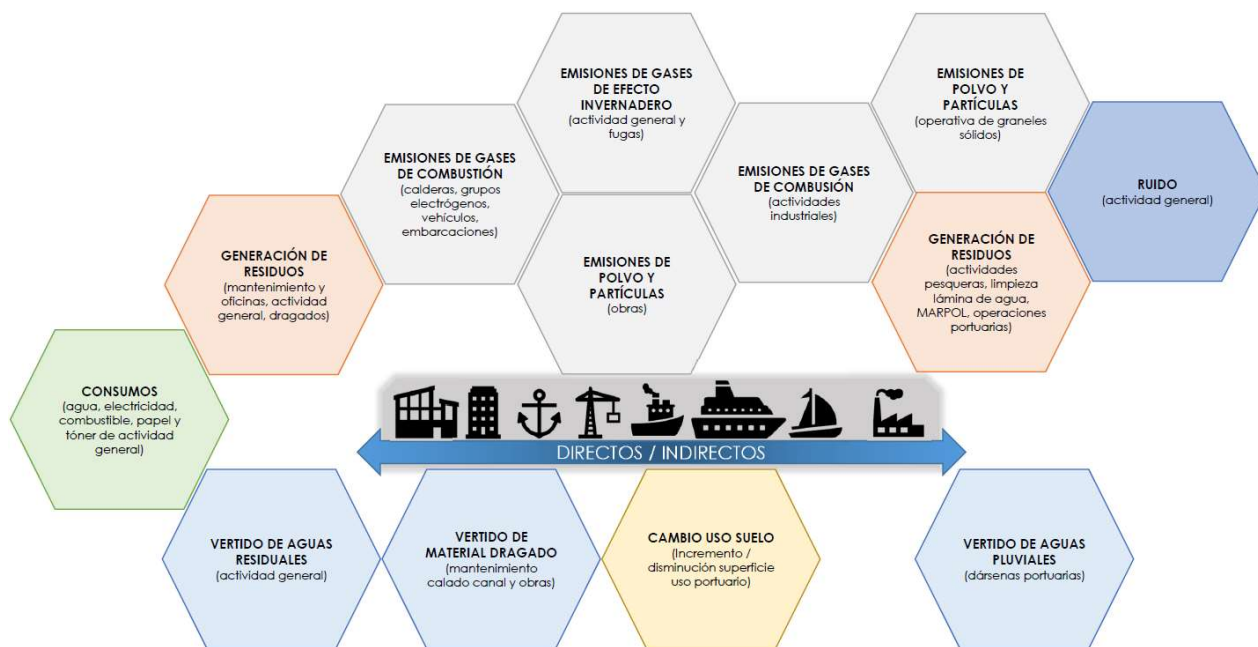 EMISIONES DE GASES
DE EFECTO
INVERNADERO
(actividad general y
fugas)
EMISIONES DE
POLVO Y
PARTÍCULAS
(operativa de graneles
sólidos)
EMISIONES DE GASES
DE COMBUSTIÓN
(calderas, grupos
electrógenos,
vehículos,
embarcaciones)
EMISIONES DE GASES
DE COMBUSIÓN
(actividades
industriales)
RUIDO
(actividad general)
GENERACIÓN DE
RESIDUOS
(mantenimiento y
oficinas, actividad
general, dragados)
EMISIONES DE
POLVO Y
PARTÍCULAS
(obras)
GENERACIÓN DE
RESIDUOS
(actividades
pesqueras, limpieza
lámina de agua,
MARPOL, operaciones
portuarias)
CONSUMOS
(agua, electricidad,
combustible, papel y
tóner de actividad
general)
DIRECTOS / INDIRECTOS
VERTIDO DE AGUAS
RESIDUALES
(actividad general)
VERTIDO DE
MATERIAL DRAGADO
(mantenimiento
calado canal y obras)
CAMBIO USO SUELO
(Incremento /
disminución superficie
uso portuario)
VERTIDO DE AGUAS
PLUVIALES
(dársenas portuarias)